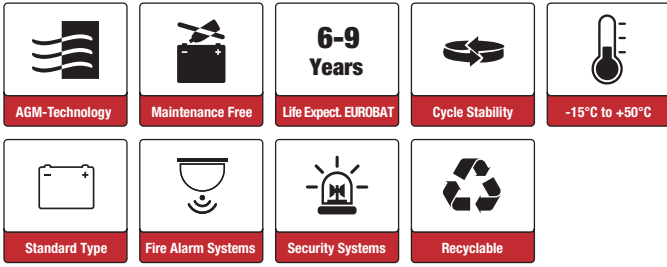 6-9
Years
AGM-Technology
Maintenance Free
Life Expect. EUROBAT
Cycle Stability
-15°C to +50°C
Standard Type
Fire Alarm Systems
Security Systems
Recyclable